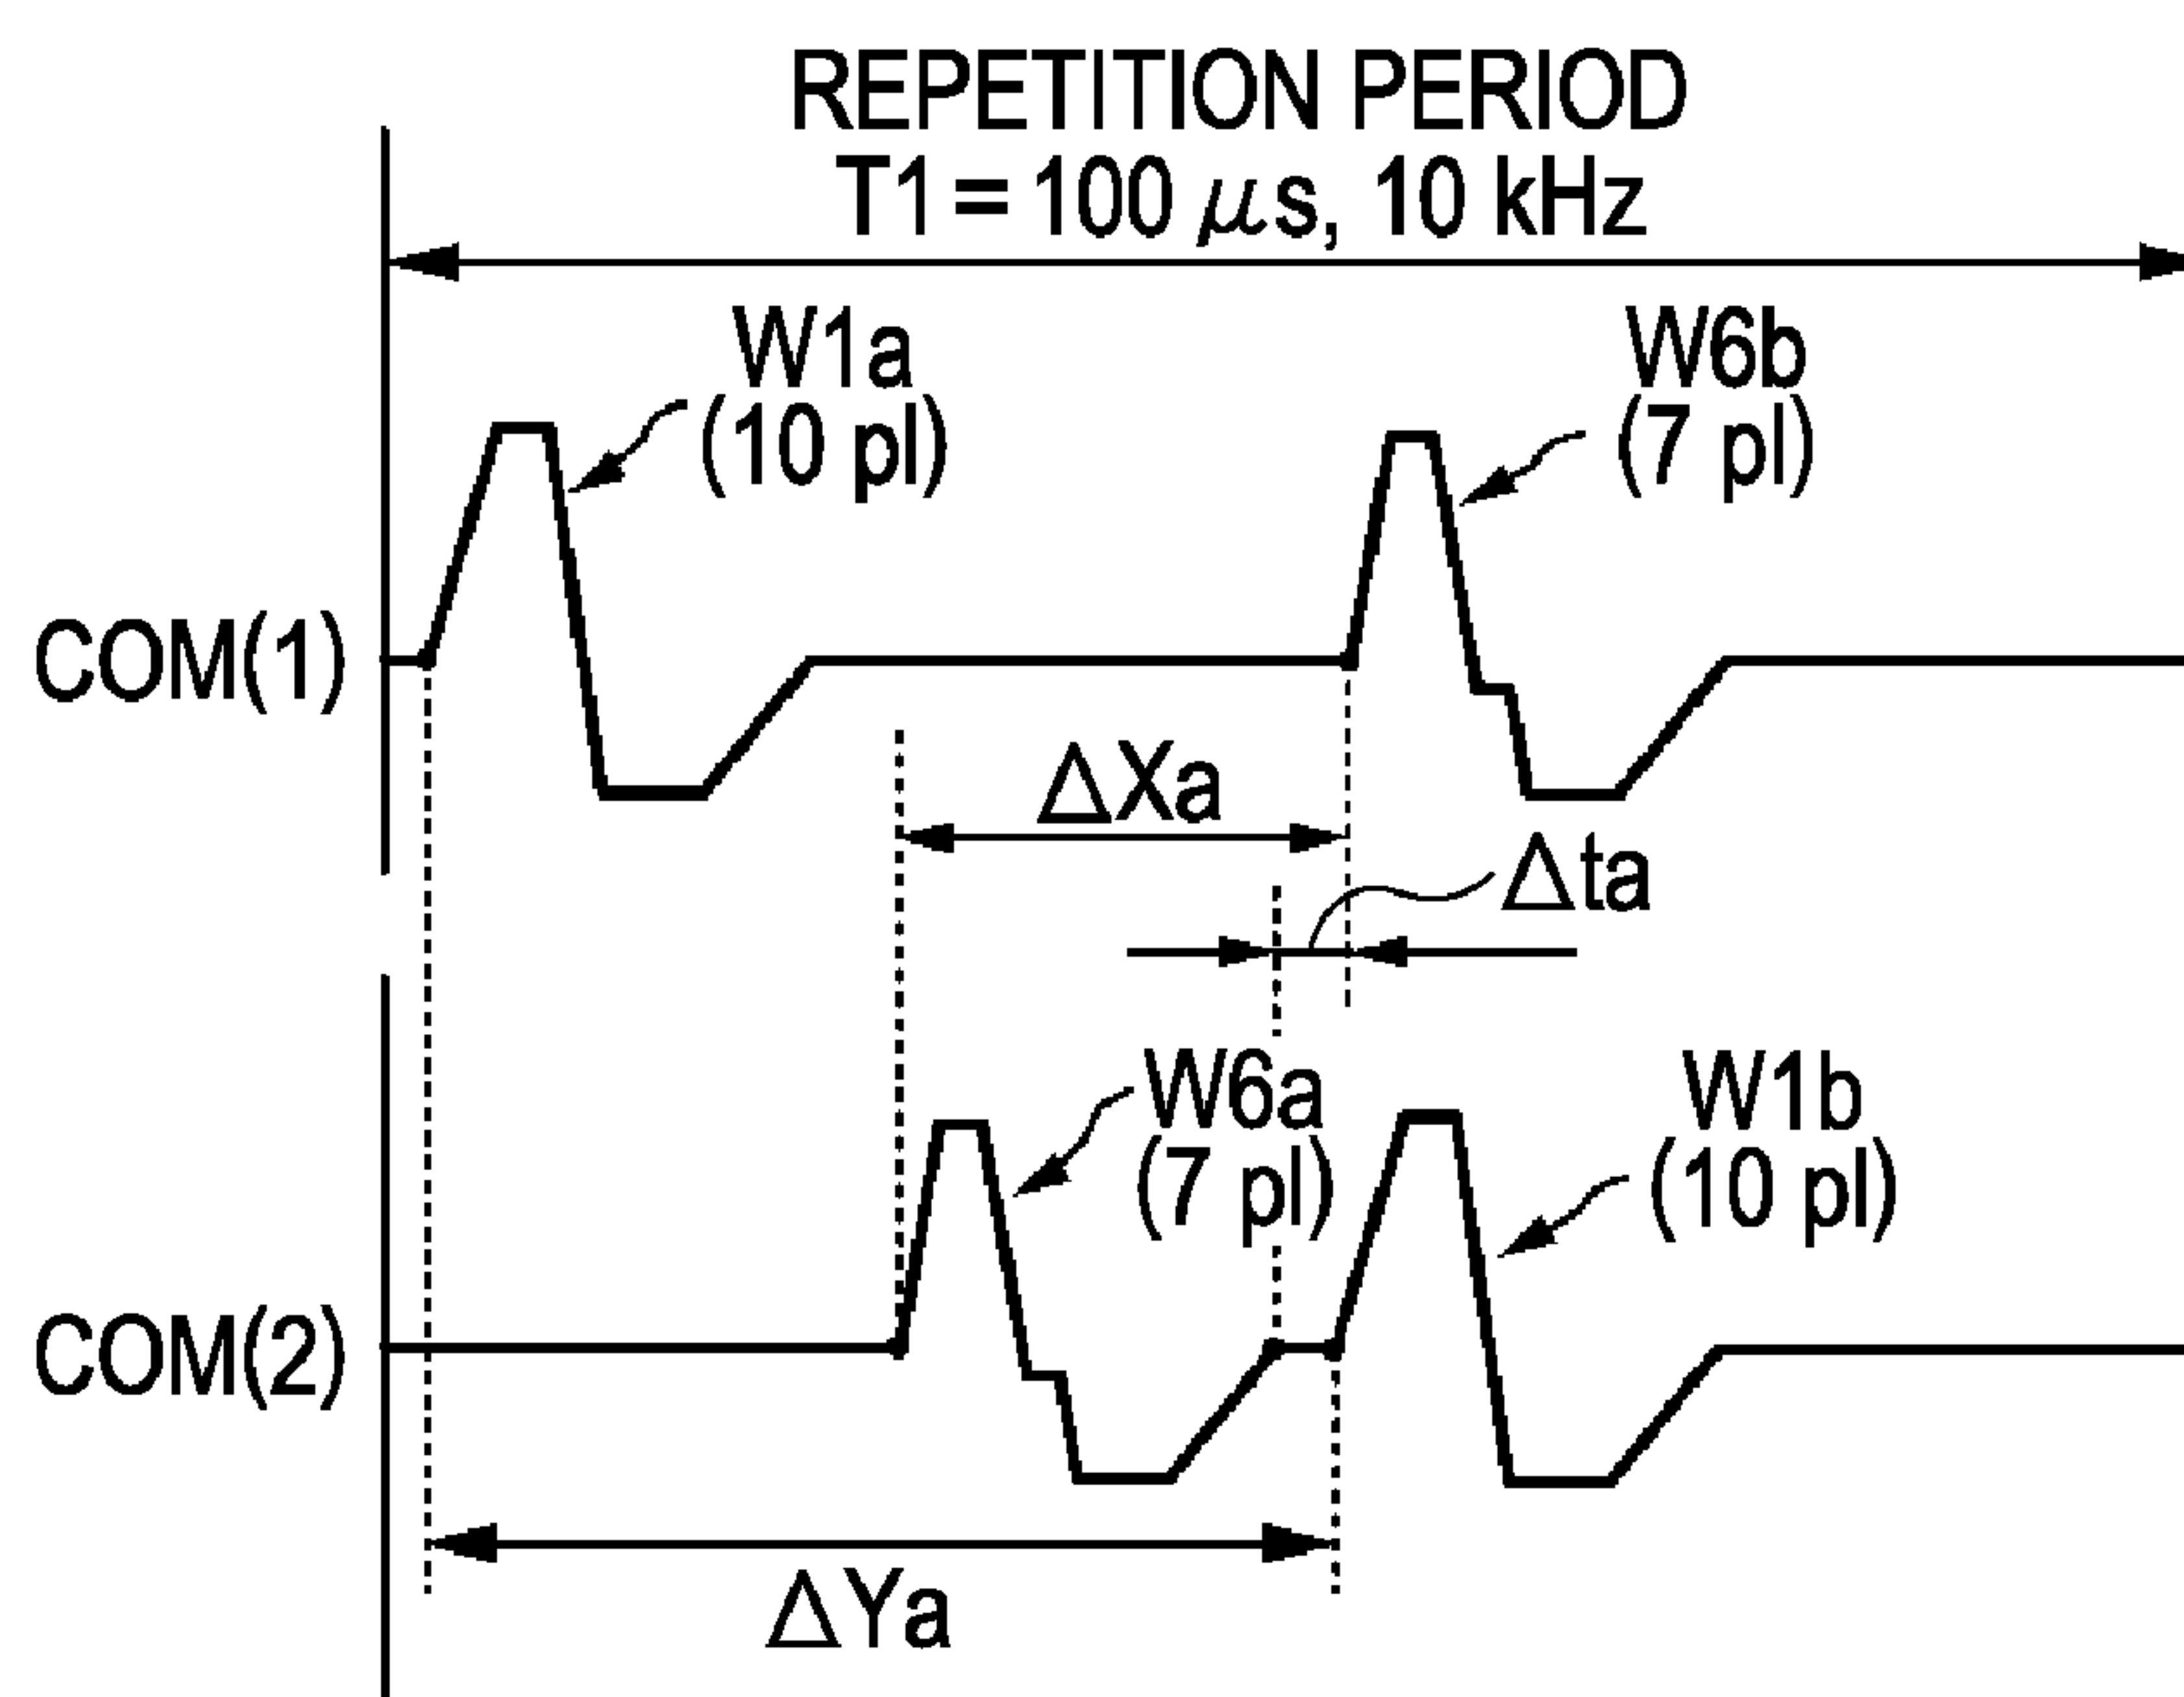 REPETITION PERIOD
T1 = 100 μs, 10 kHz
W1a
(10 pl)
W6b
(7 pl)
COM(1)
ΔXa
Δta
W6a
(7 pl)
W1b
(10 pl)
COM(2)
ΔYa